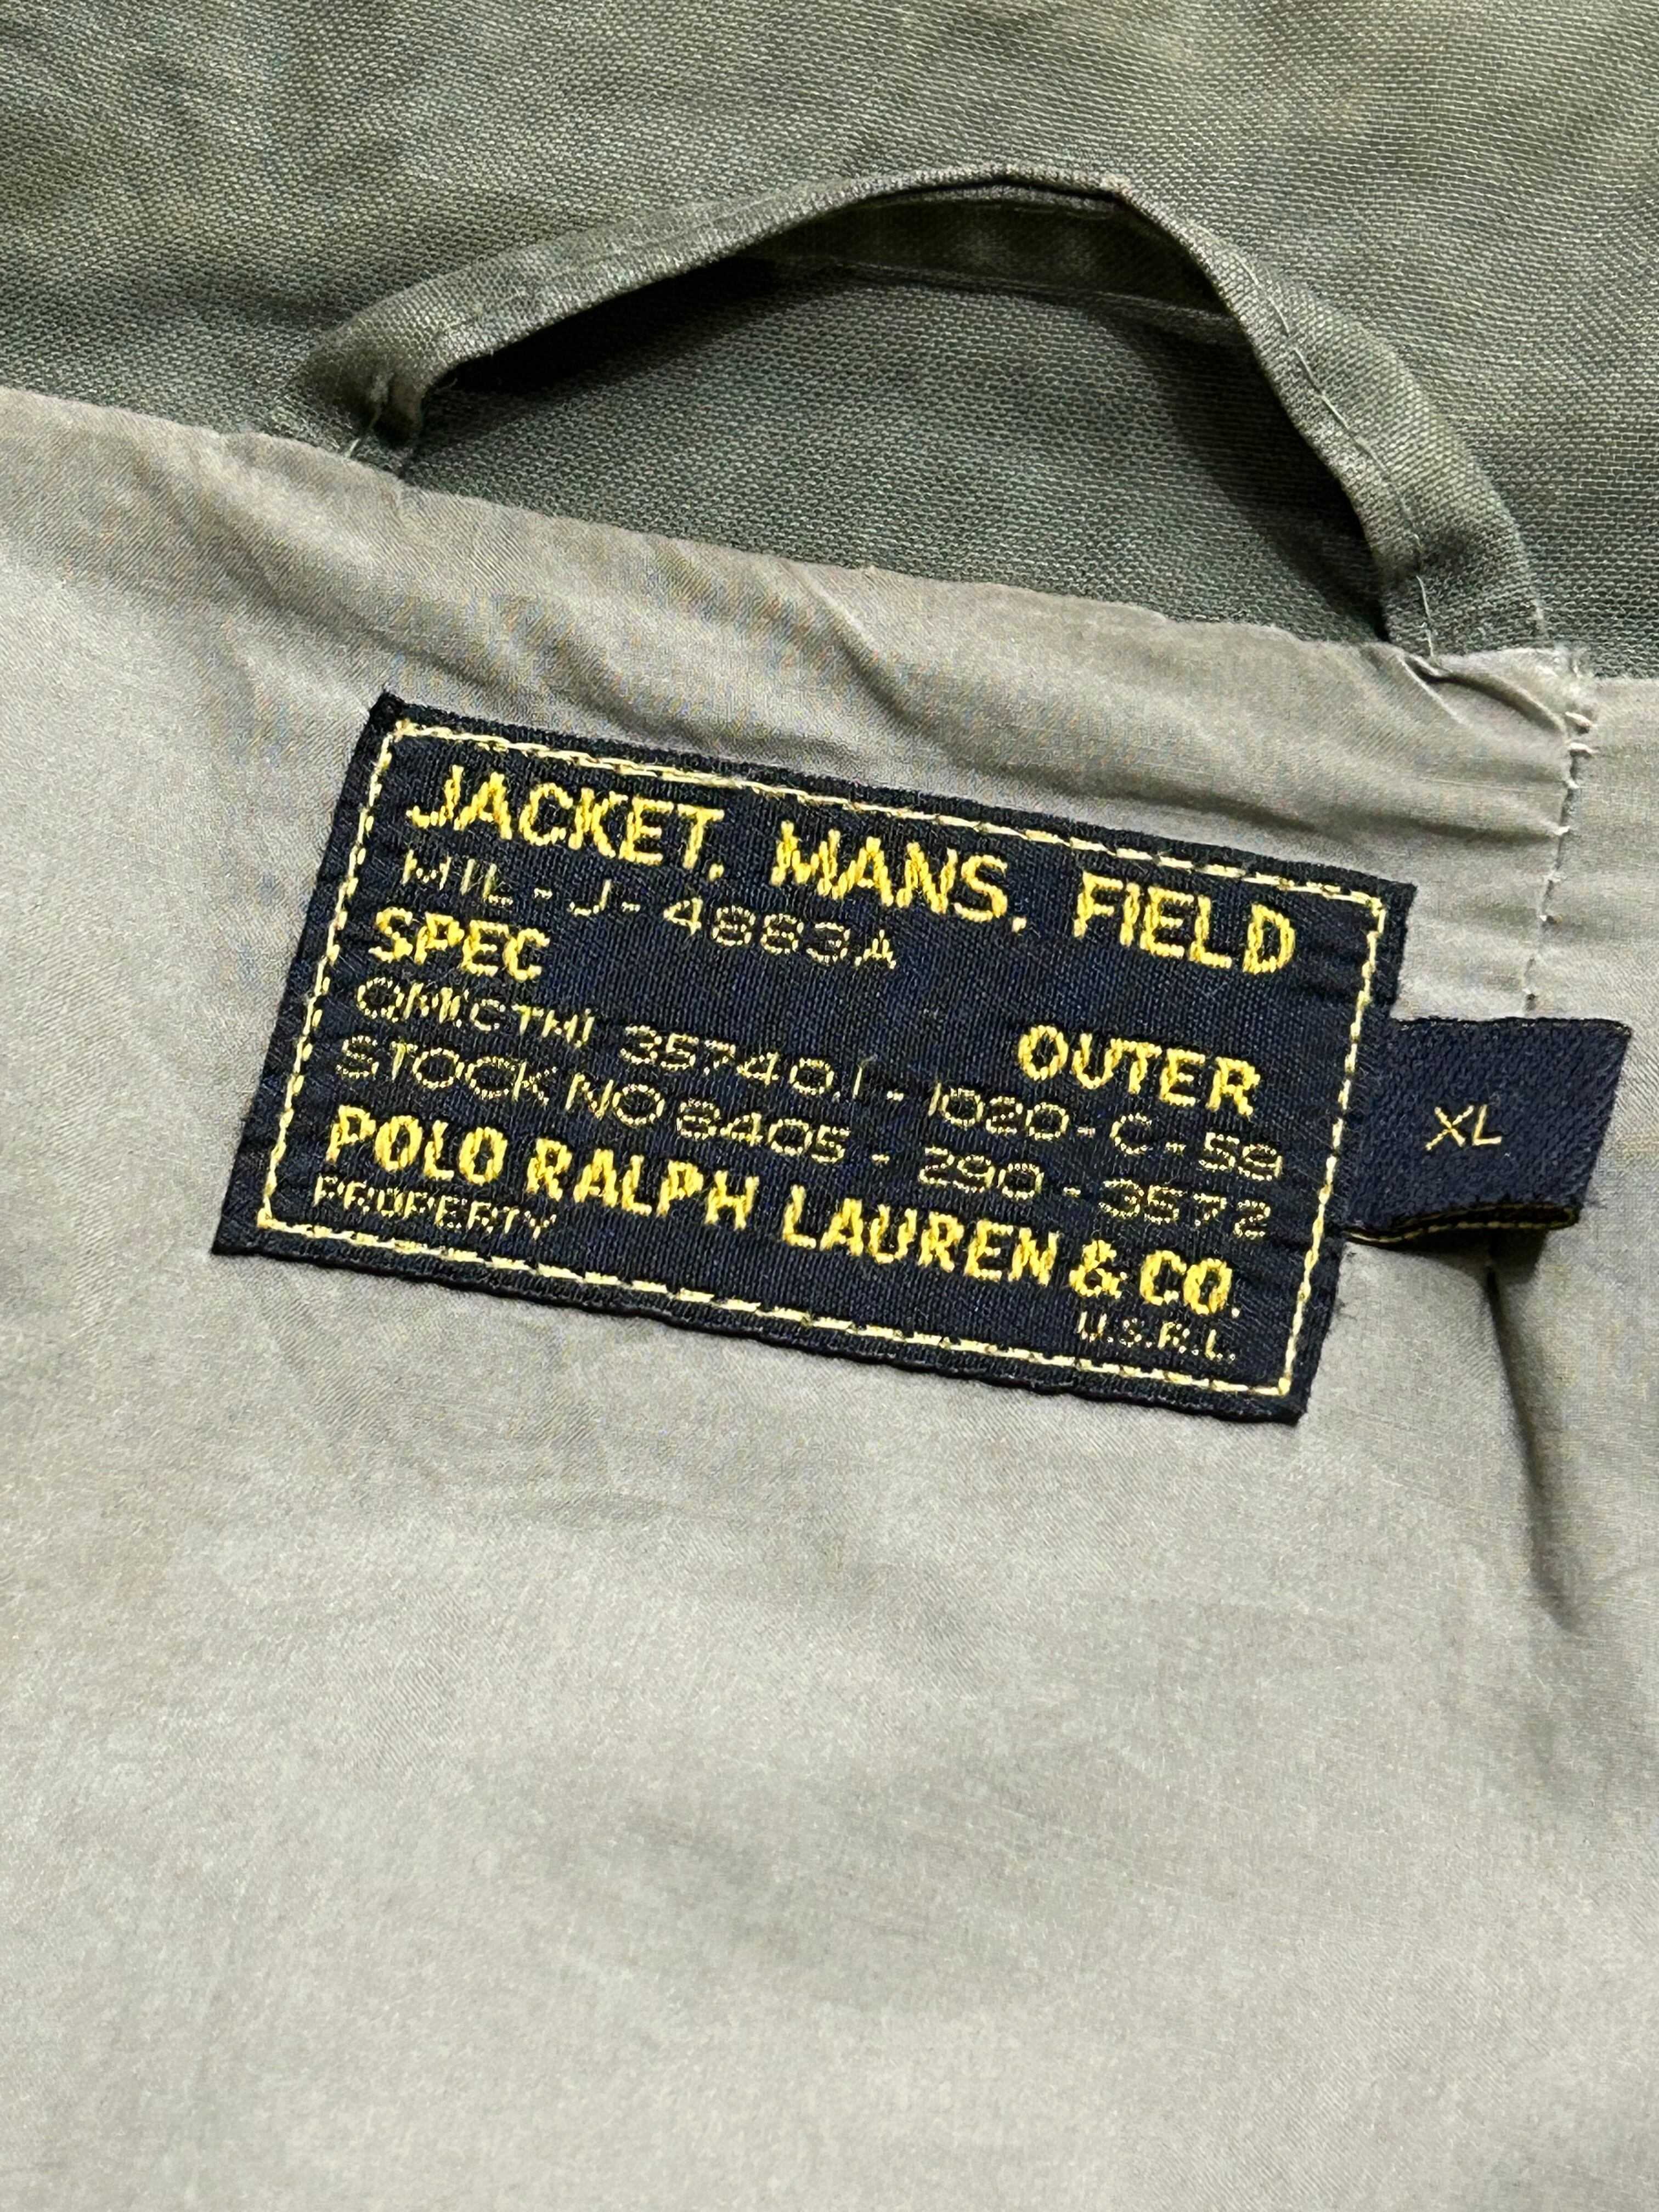 JACKET, MANS, FIELD
MIL-J-4883A
SPEC OUTER
QMCTMI 35740.1-1020-C-59
STOCK NO 8405-290-3572
POLO RALPH LAUREN & CO.
PROPERTY U.S.R.L.
XL